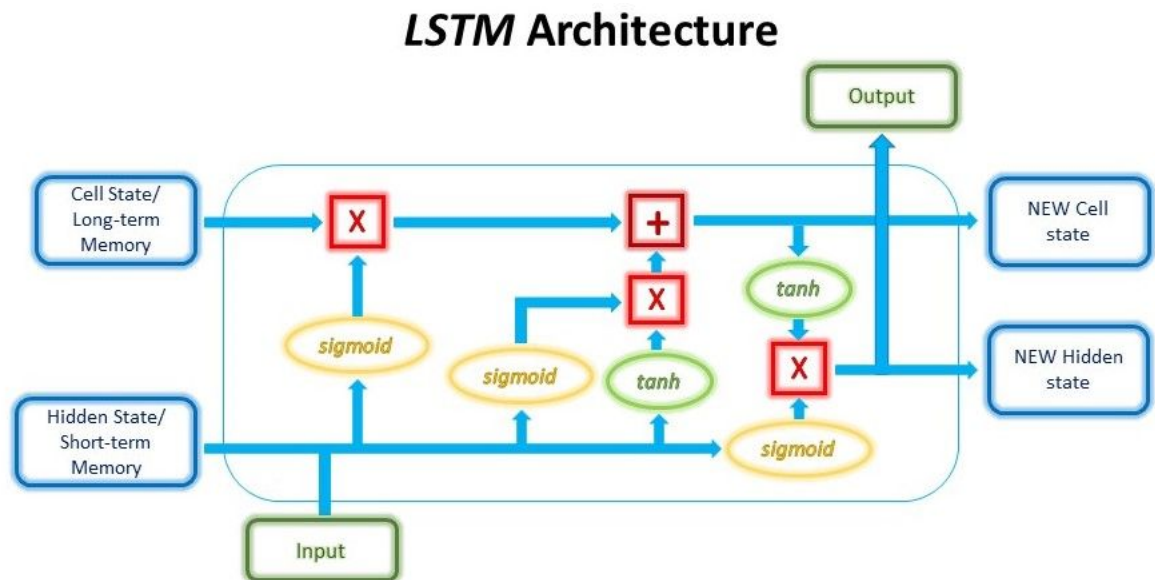 LSTM Architecture
Output
Cell State/
Long-term
Memory
X
+
NEW Cell
state
tanh
X
sigmoid
sigmoid
tanh
X
NEW Hidden
state
Hidden State/
Short-term
Memory
sigmoid
Input